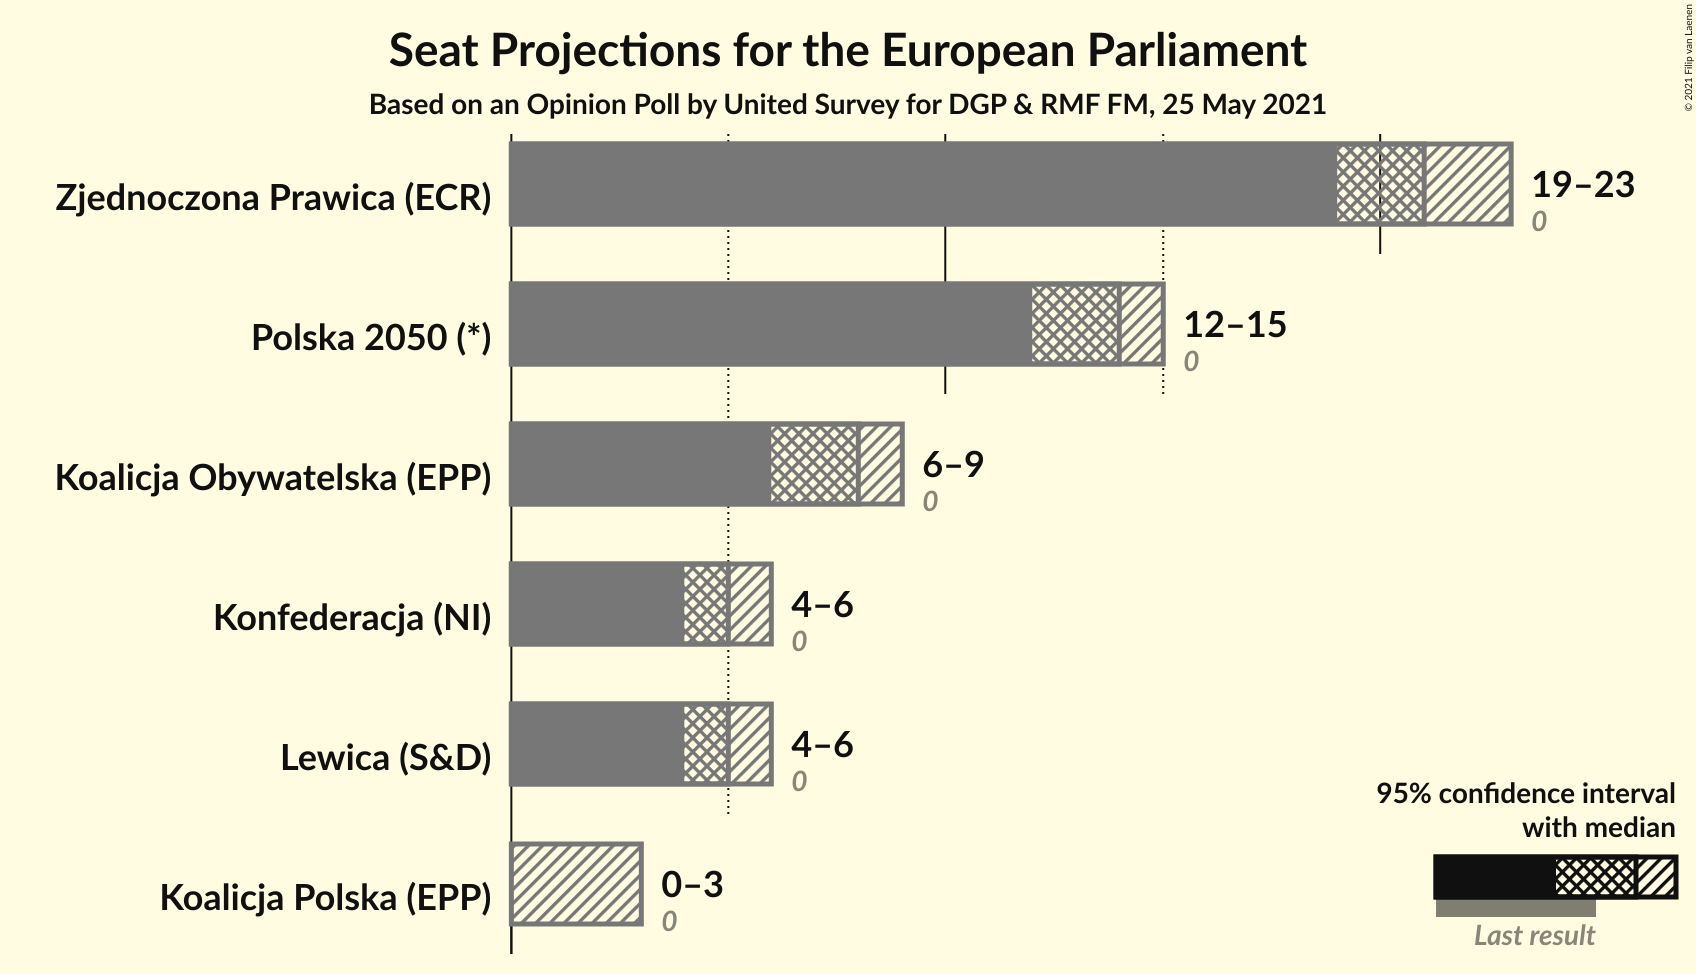 Seat Projections for the European Parliament
Based on an Opinion Poll by United Survey for DGP & RMF FM, 25 May 2021
© 2021 Filip van Laenen
Zjednoczona Prawica (ECR)
19–23
0
Polska 2050 (*)
12–15
0
Koalicja Obywatelska (EPP)
6–9
0
Konfederacja (NI)
4–6
0
Lewica (S&D)
4–6
0
Koalicja Polska (EPP)
0–3
0
95% confidence interval
with median
Last result